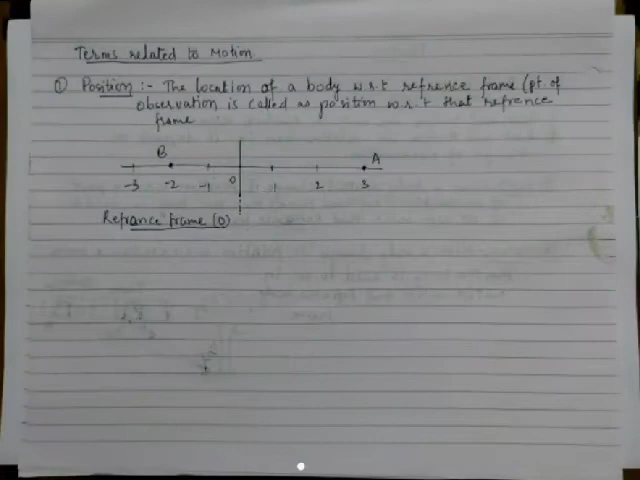 Terms related to Motion
① Position :- The location of a body w.r.t refrence frame (pt. of
observation is called as position w.r.t that refrence
frame
B A
-3 -2 -1 0 1 2 3
Refrance frame (0)